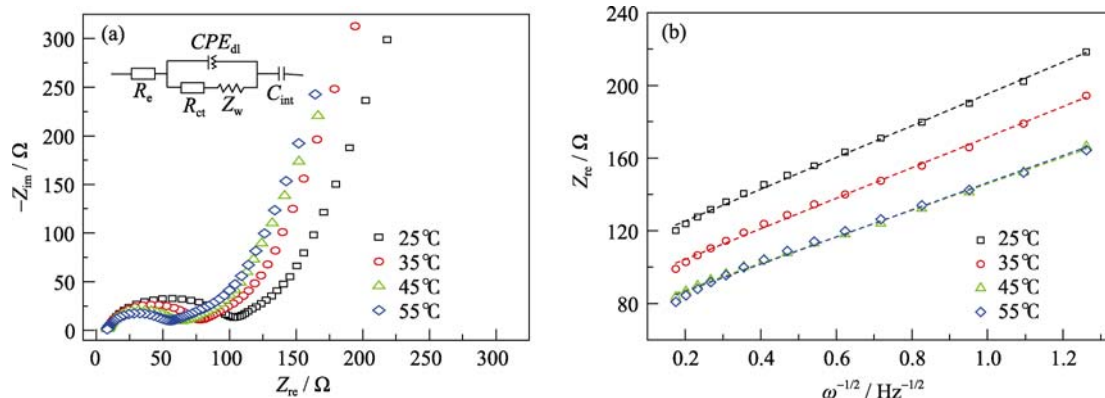 (a)
CPE_dl
R_e
R_ct
Z_w
C_int
−Z_im / Ω
300
250
200
150
100
50
0
25℃
35℃
45℃
55℃
0 50 100 150 200 250 300
Z_re / Ω
(b)
Z_re / Ω
240
200
160
120
80
25℃
35℃
45℃
55℃
0.2 0.4 0.6 0.8 1.0 1.2
ω^−1/2 / Hz^−1/2